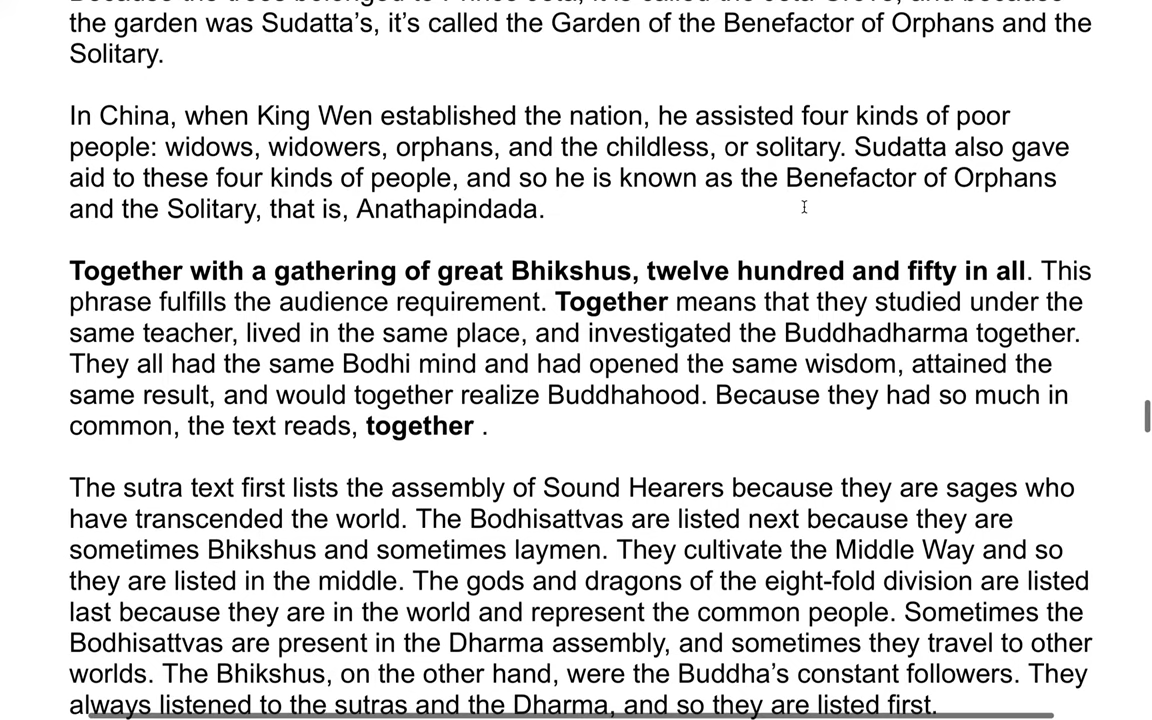 the garden was Sudatta’s, it’s called the Garden of the Benefactor of Orphans and the
Solitary.
In China, when King Wen established the nation, he assisted four kinds of poor
people: widows, widowers, orphans, and the childless, or solitary. Sudatta also gave
aid to these four kinds of people, and so he is known as the Benefactor of Orphans
and the Solitary, that is, Anathapindada.
Together with a gathering of great Bhikshus, twelve hundred and fifty in all. This
phrase fulfills the audience requirement. Together means that they studied under the
same teacher, lived in the same place, and investigated the Buddhadharma together.
They all had the same Bodhi mind and had opened the same wisdom, attained the
same result, and would together realize Buddhahood. Because they had so much in
common, the text reads, together .
The sutra text first lists the assembly of Sound Hearers because they are sages who
have transcended the world. The Bodhisattvas are listed next because they are
sometimes Bhikshus and sometimes laymen. They cultivate the Middle Way and so
they are listed in the middle. The gods and dragons of the eight-fold division are listed
last because they are in the world and represent the common people. Sometimes the
Bodhisattvas are present in the Dharma assembly, and sometimes they travel to other
worlds. The Bhikshus, on the other hand, were the Buddha’s constant followers. They
always listened to the sutras and the Dharma, and so they are listed first.